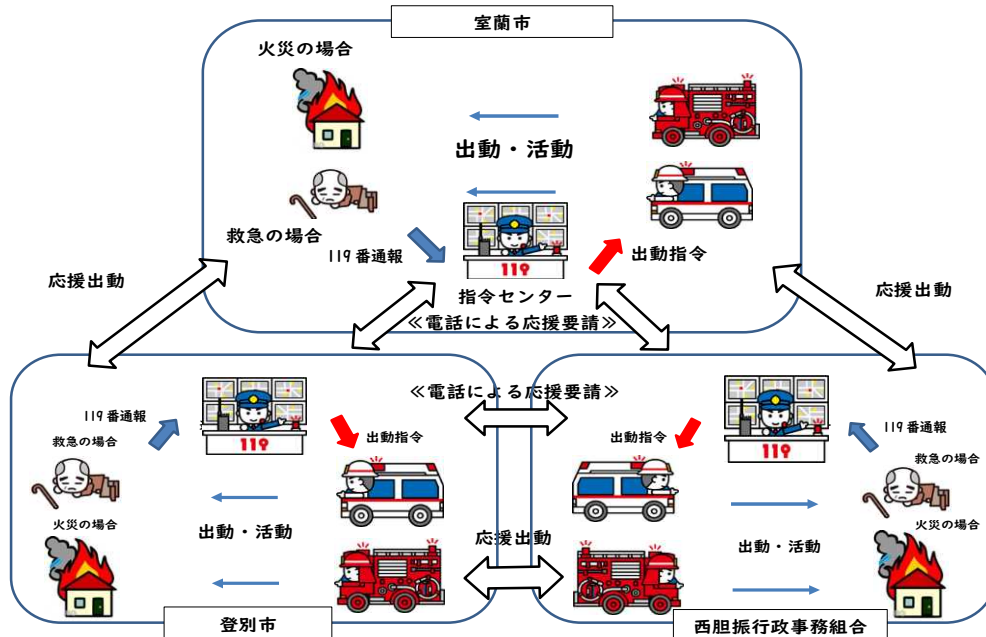 室蘭市
火災の場合
出動・活動
救急の場合
119番通報
119
出動指令
指令センター
応援出動
応援出動
≪電話による応援要請≫
≪電話による応援要請≫
119番通報
救急の場合
119
出動指令
出動・活動
火災の場合
登別市
応援出動
出動指令
119
119番通報
救急の場合
出動・活動
火災の場合
西胆振行政事務組合